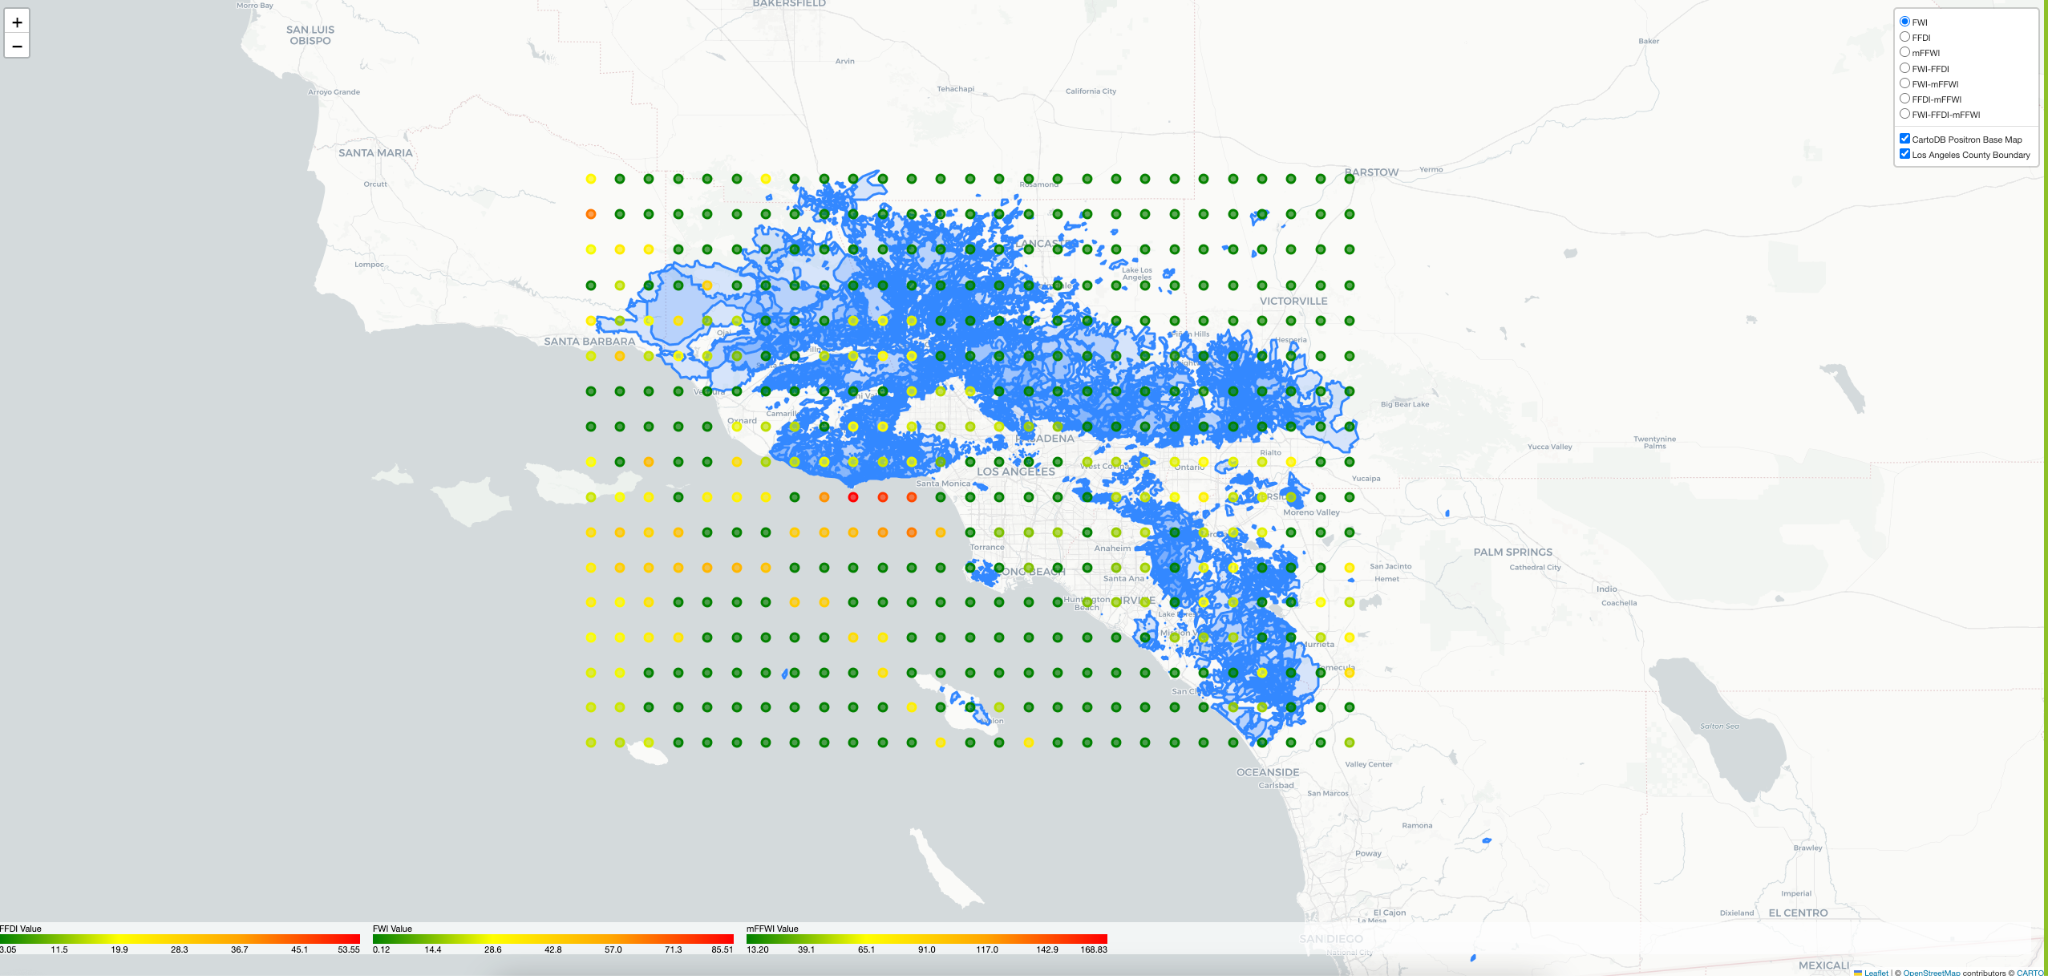 +
−
Morro Bay
SAN LUIS
OBISPO
BAKERSFIELD
Arvin
Baker
Arroyo Grande
Tehachapi
California City
SANTA MARIA
Orcutt
Rosamond
BARSTOW
Yermo
Lompoc
LANCASTER
Lake Los
Angeles
VICTORVILLE
SANTA BARBARA
Hesperia
Big Bear Lake
Camarillo
Oxnard
PASADENA
Yucca Valley
Twentynine
Palms
LOS ANGELES
West Covina
Ontario
Rialto
Santa Monica
Yucaipa
Moreno Valley
Torrance
Anaheim
PALM SPRINGS
Cathedral City
LONG BEACH
Santa Ana
San Jacinto
Hemet
Indio
Coachella
Huntington
Beach
IRVINE
Murrieta
Temecula
Salton Sea
OCEANSIDE
Carlsbad
Valley Center
San Marcos
Ramona
Poway
Brawley
Imperial
El Cajon
La Mesa
Dixieland
EL CENTRO
SAN DIEGO
National City
MEXICALI
FWI
FFDI
mFFWI
FWI-FFDI
FWI-mFFWI
FFDI-mFFWI
FWI-FFDI-mFFWI
CartoDB Positron Base Map
Los Angeles County Boundary
FFDI Value
3.05 11.5 19.9 28.3 36.7 45.1 53.55
FWI Value
0.12 14.4 28.6 42.8 57.0 71.3 85.51
mFFWI Value
13.20 39.1 65.1 91.0 117.0 142.9 168.83
Leaflet | © OpenStreetMap contributors © CARTO